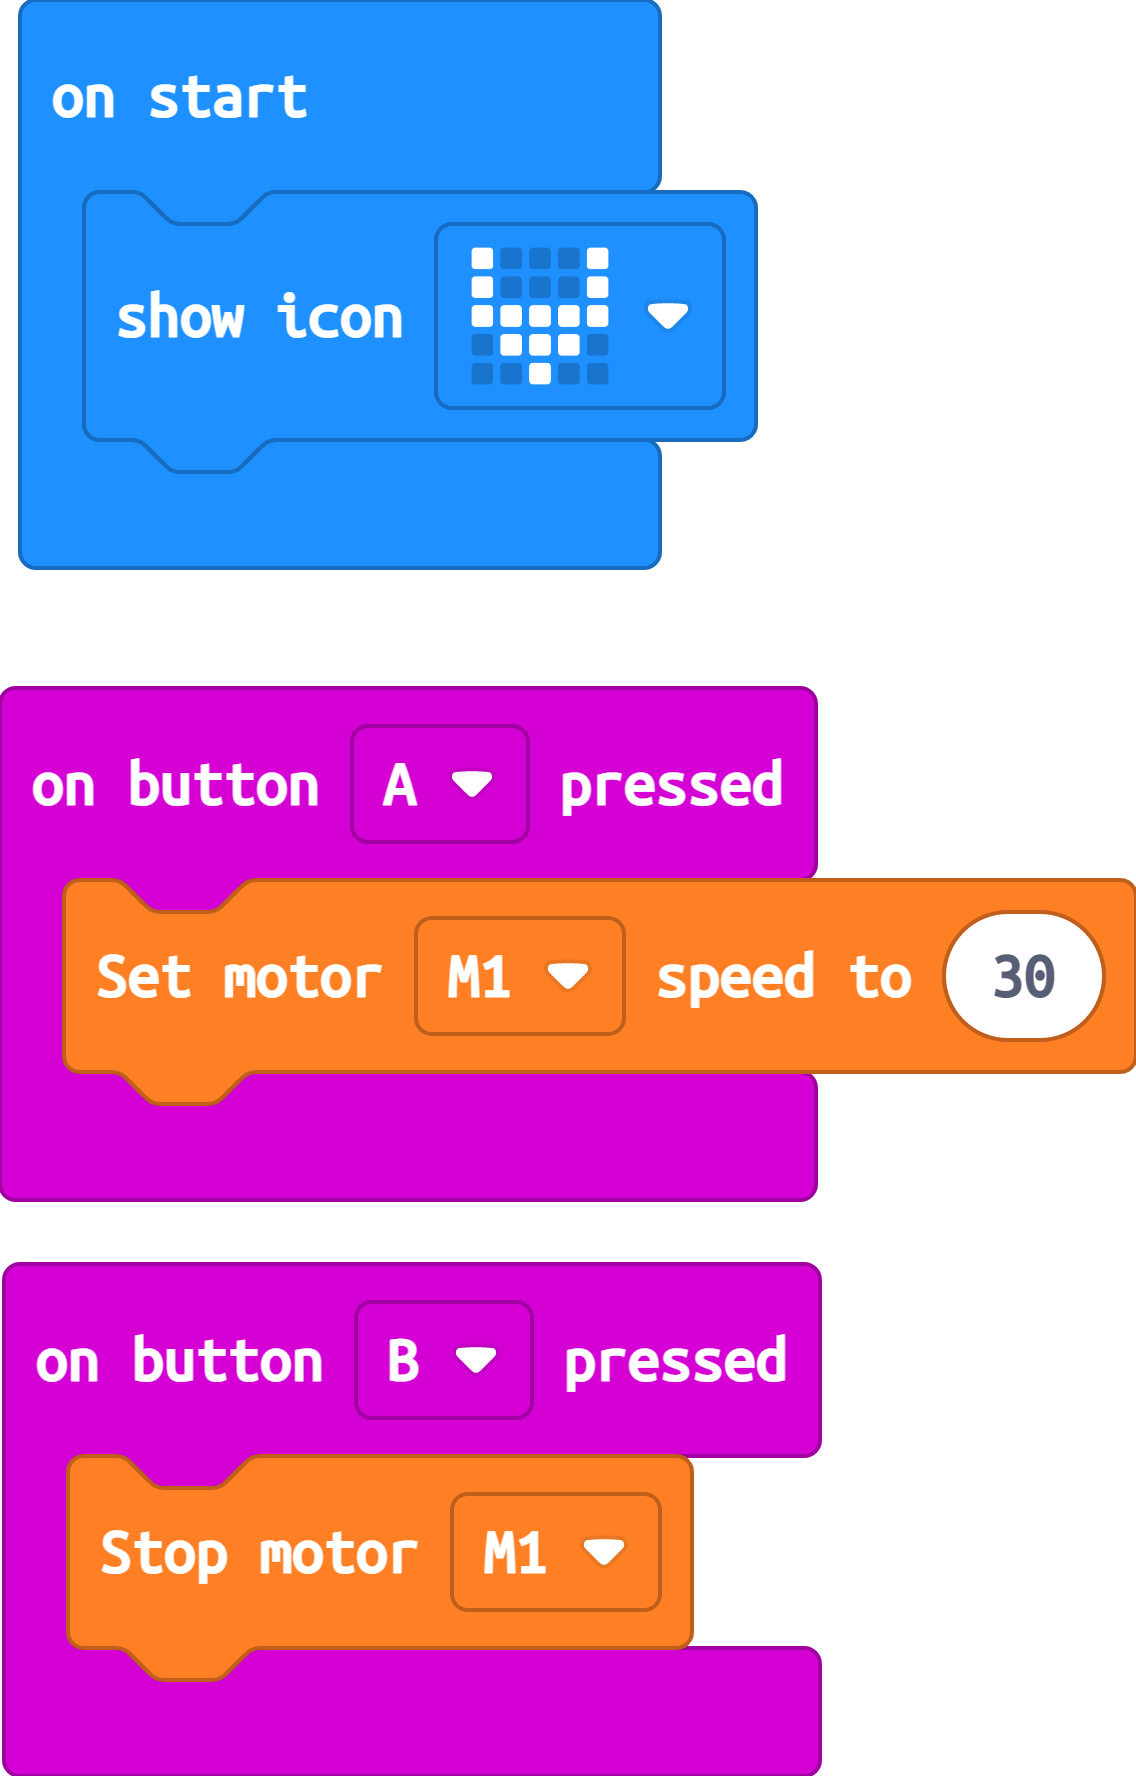 on start
show icon
on button A pressed
Set motor M1 speed to 30
on button B pressed
Stop motor M1